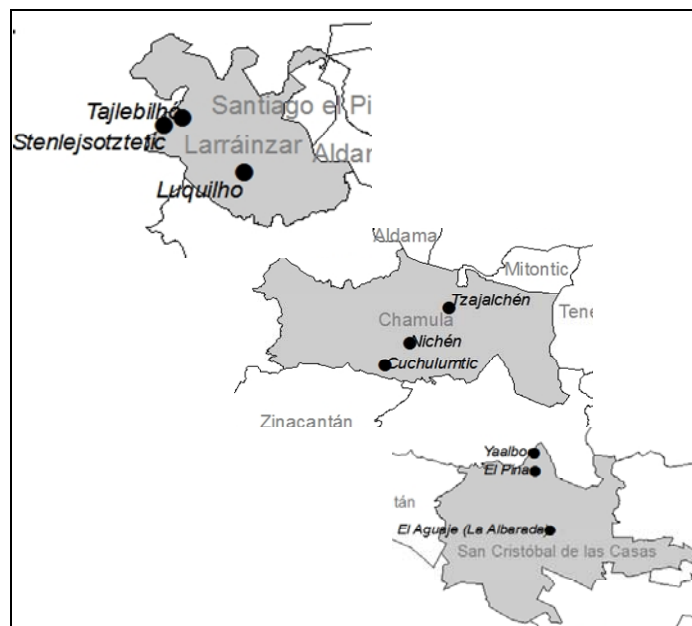 Tajlebilhó
Santiago el Pi
Stenlejsotztetic
Larráinzar
Aldar
Luquilho
Aldama
Mitontic
Tzajalchén
Tene
Chamula
Nichén
Cuchulumtic
Zinacantán
Yaalbo
El Pina
tán
El Aguaje (La Albarada)
San Cristóbal de las Casas